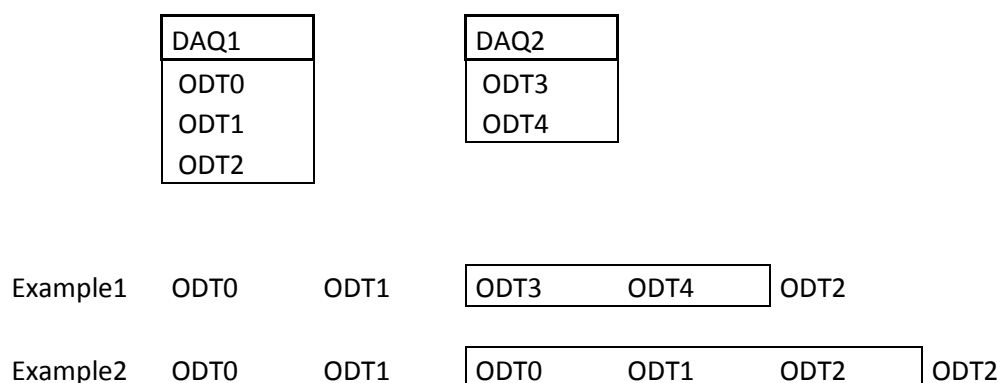 DAQ1 DAQ2
ODT0 ODT3
ODT1 ODT4
ODT2
Example1 ODT0 ODT1 ODT3 ODT4 ODT2
Example2 ODT0 ODT1 ODT0 ODT1 ODT2 ODT2